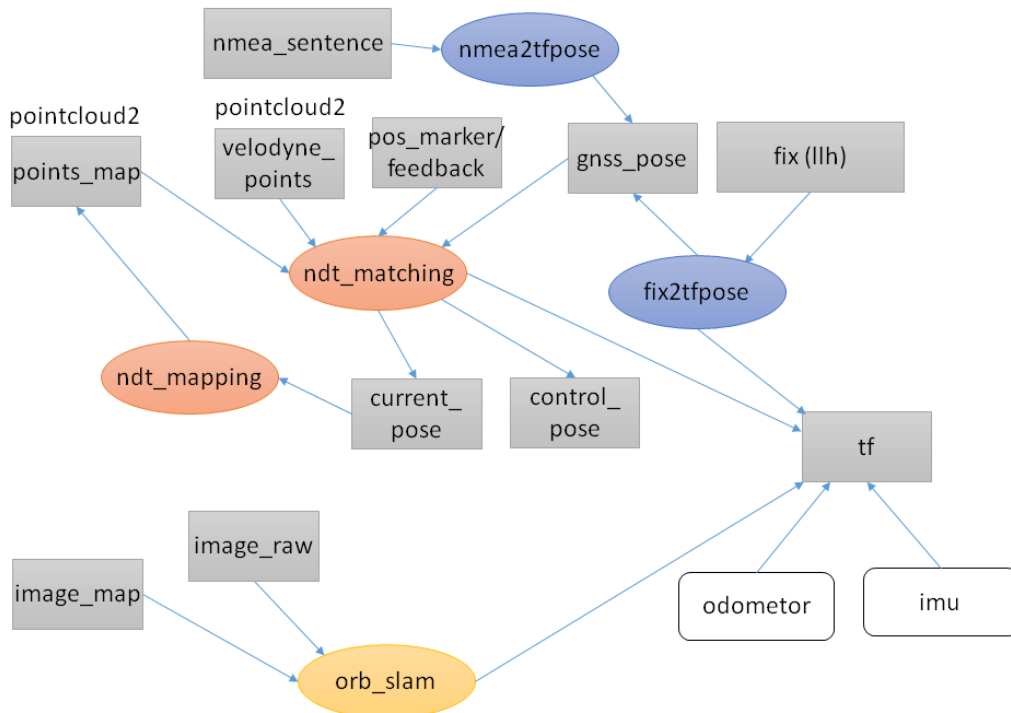 nmea_sentence
nmea2tfpose
pointcloud2
pointcloud2
points_map
velodyne_
points
pos_marker/
feedback
gnss_pose
fix (llh)
ndt_matching
fix2tfpose
ndt_mapping
current_
pose
control_
pose
tf
image_raw
image_map
odometor
imu
orb_slam